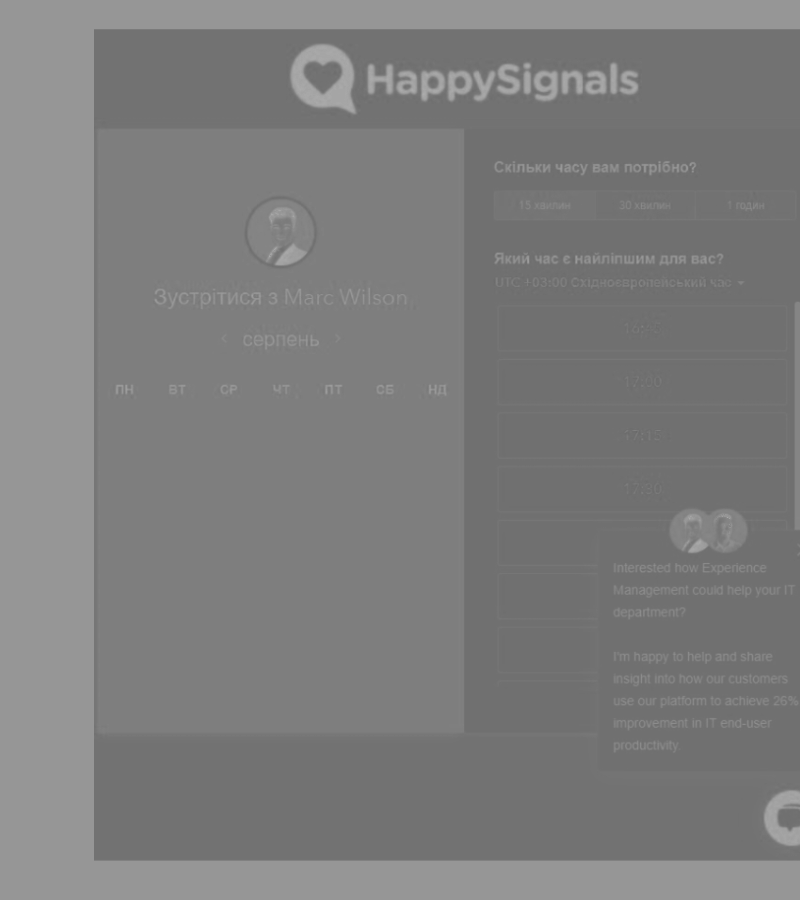 HappySignals
Зустрітися з Marc Wilson
‹ серпень ›
ПН ВТ СР ЧТ ПТ СБ НД
Скільки часу вам потрібно?
15 хвилин 30 хвилин 1 годин
Який час є найліпшим для вас?
UTC +03:00 Східноєвропейський час
17:00
17:15
17:30
Interested how Experience
Management could help your IT
department?
I'm happy to help and share
insight into how our customers
use our platform to achieve 26%
improvement in IT end-user
productivity.